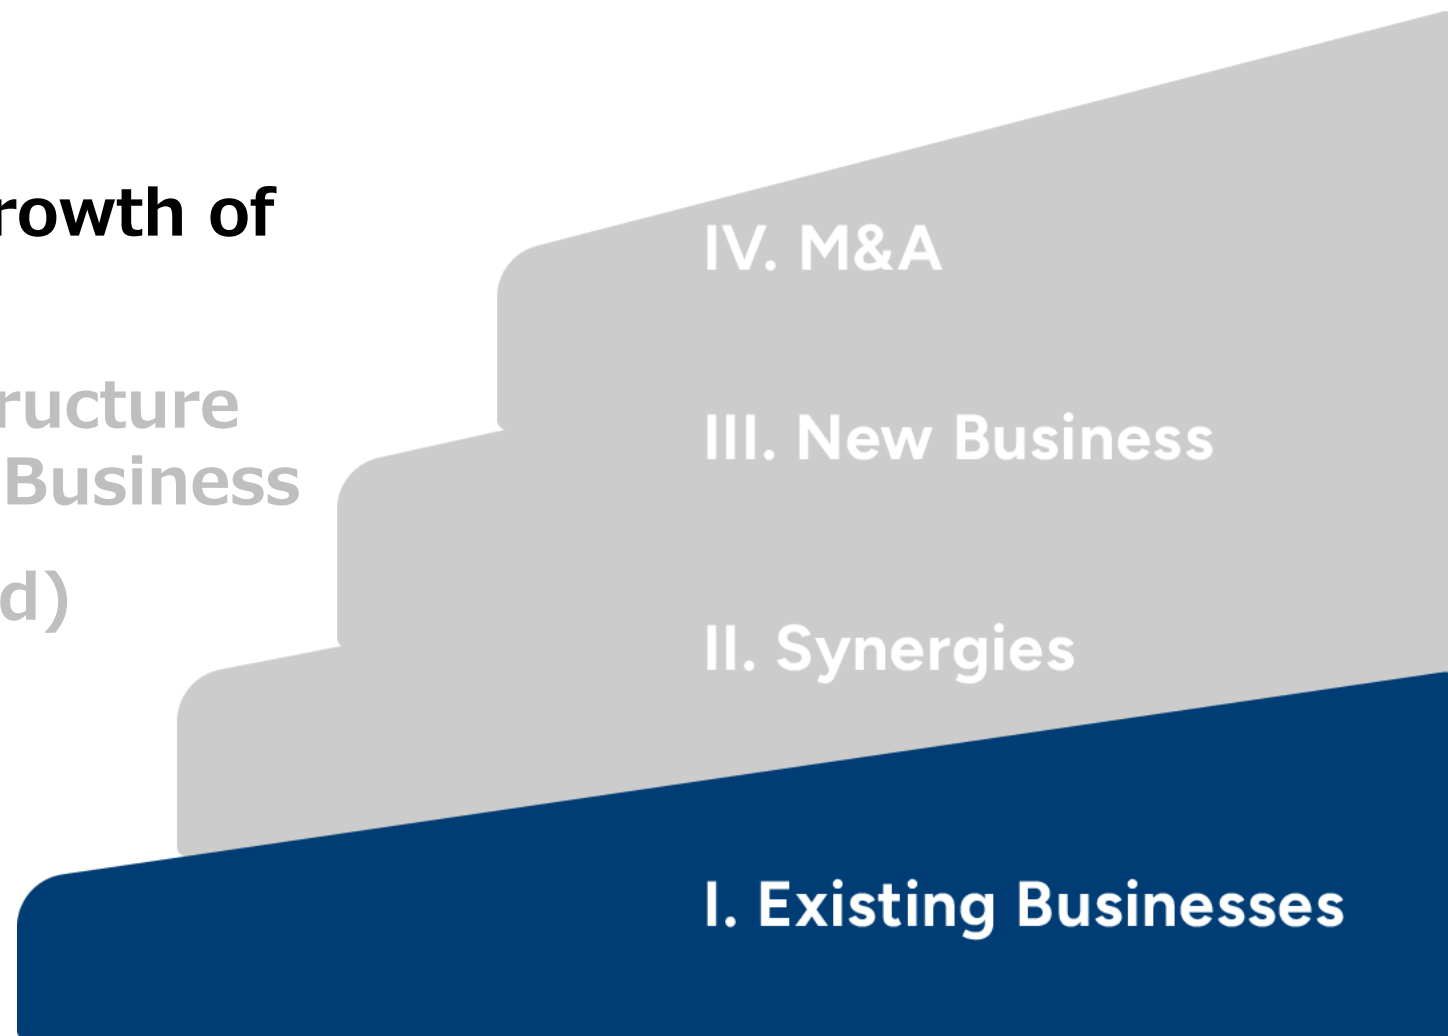 rowth of
ructure
Business
d)
IV. M&A
III. New Business
II. Synergies
I. Existing Businesses